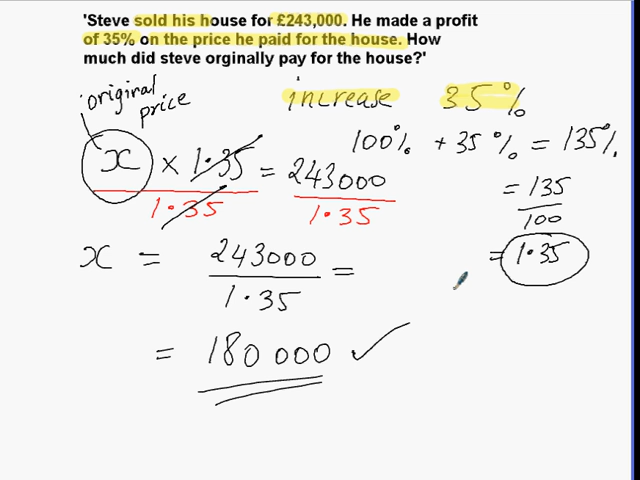 'Steve sold his house for £243,000. He made a profit
of 35% on the price he paid for the house. How
much did steve orginally pay for the house?'
original
price
increase 35%
100% + 35% = 135%
x × 1.35 = 243000
1.35 1.35
= 135
100
= 1.35
x = 243000 =
1.35
= 180 000 ✓